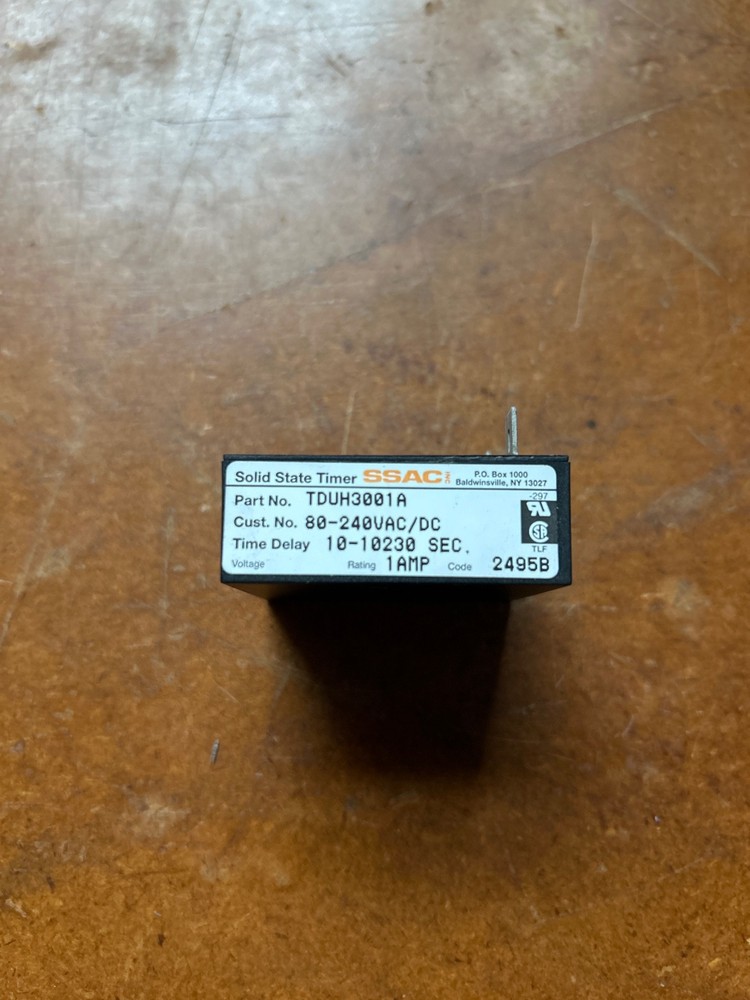 Solid State Timer SSAC INC
P.O. Box 1000
Baldwinsville, NY 13027
Part No. TDUH3001A
-297
Cust. No. 80-240VAC/DC
Time Delay 10-10230 SEC.
TLF
Voltage Rating 1AMP Code 2495B